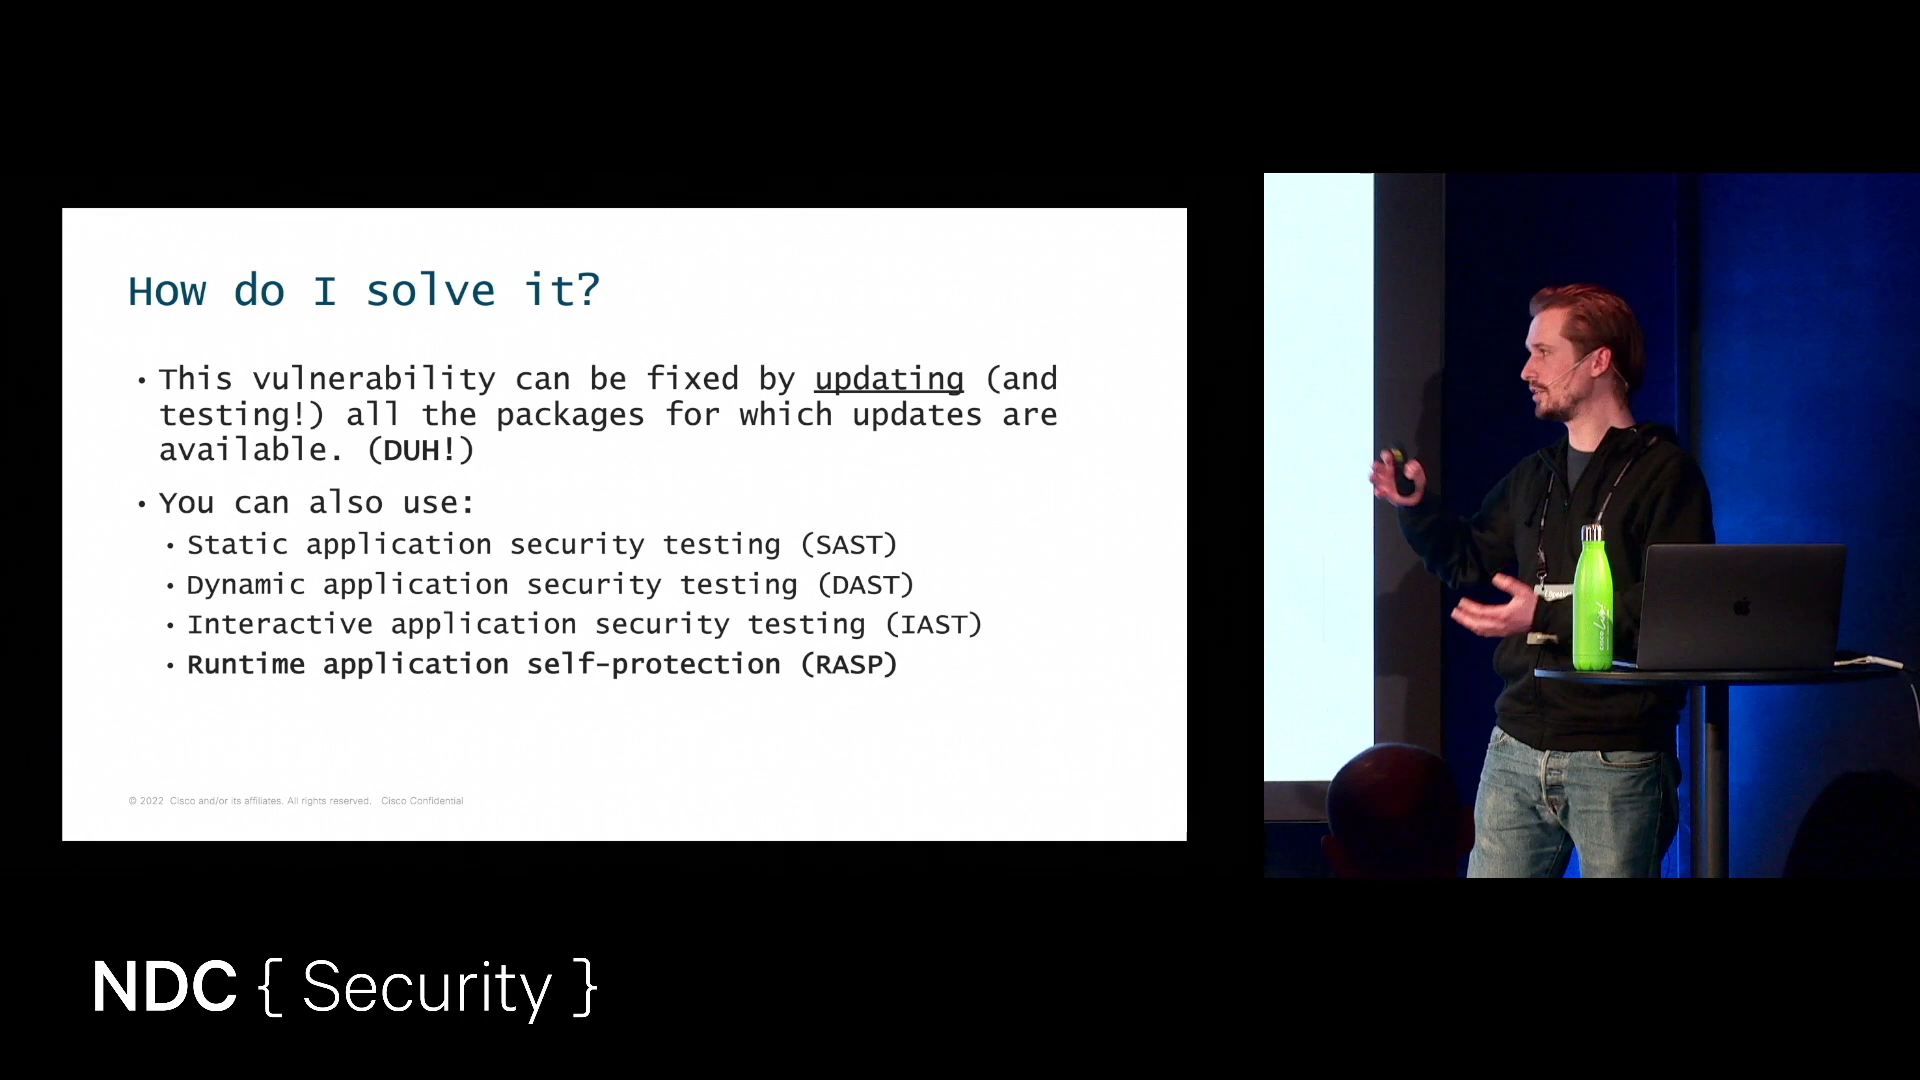 How do I solve it?
• This vulnerability can be fixed by updating (and
testing!) all the packages for which updates are
available. (DUH!)
• You can also use:
• Static application security testing (SAST)
• Dynamic application security testing (DAST)
• Interactive application security testing (IAST)
• Runtime application self-protection (RASP)
© 2022 Cisco and/or its affiliates. All rights reserved. Cisco Confidential
CISCO Live
NDC { Security }